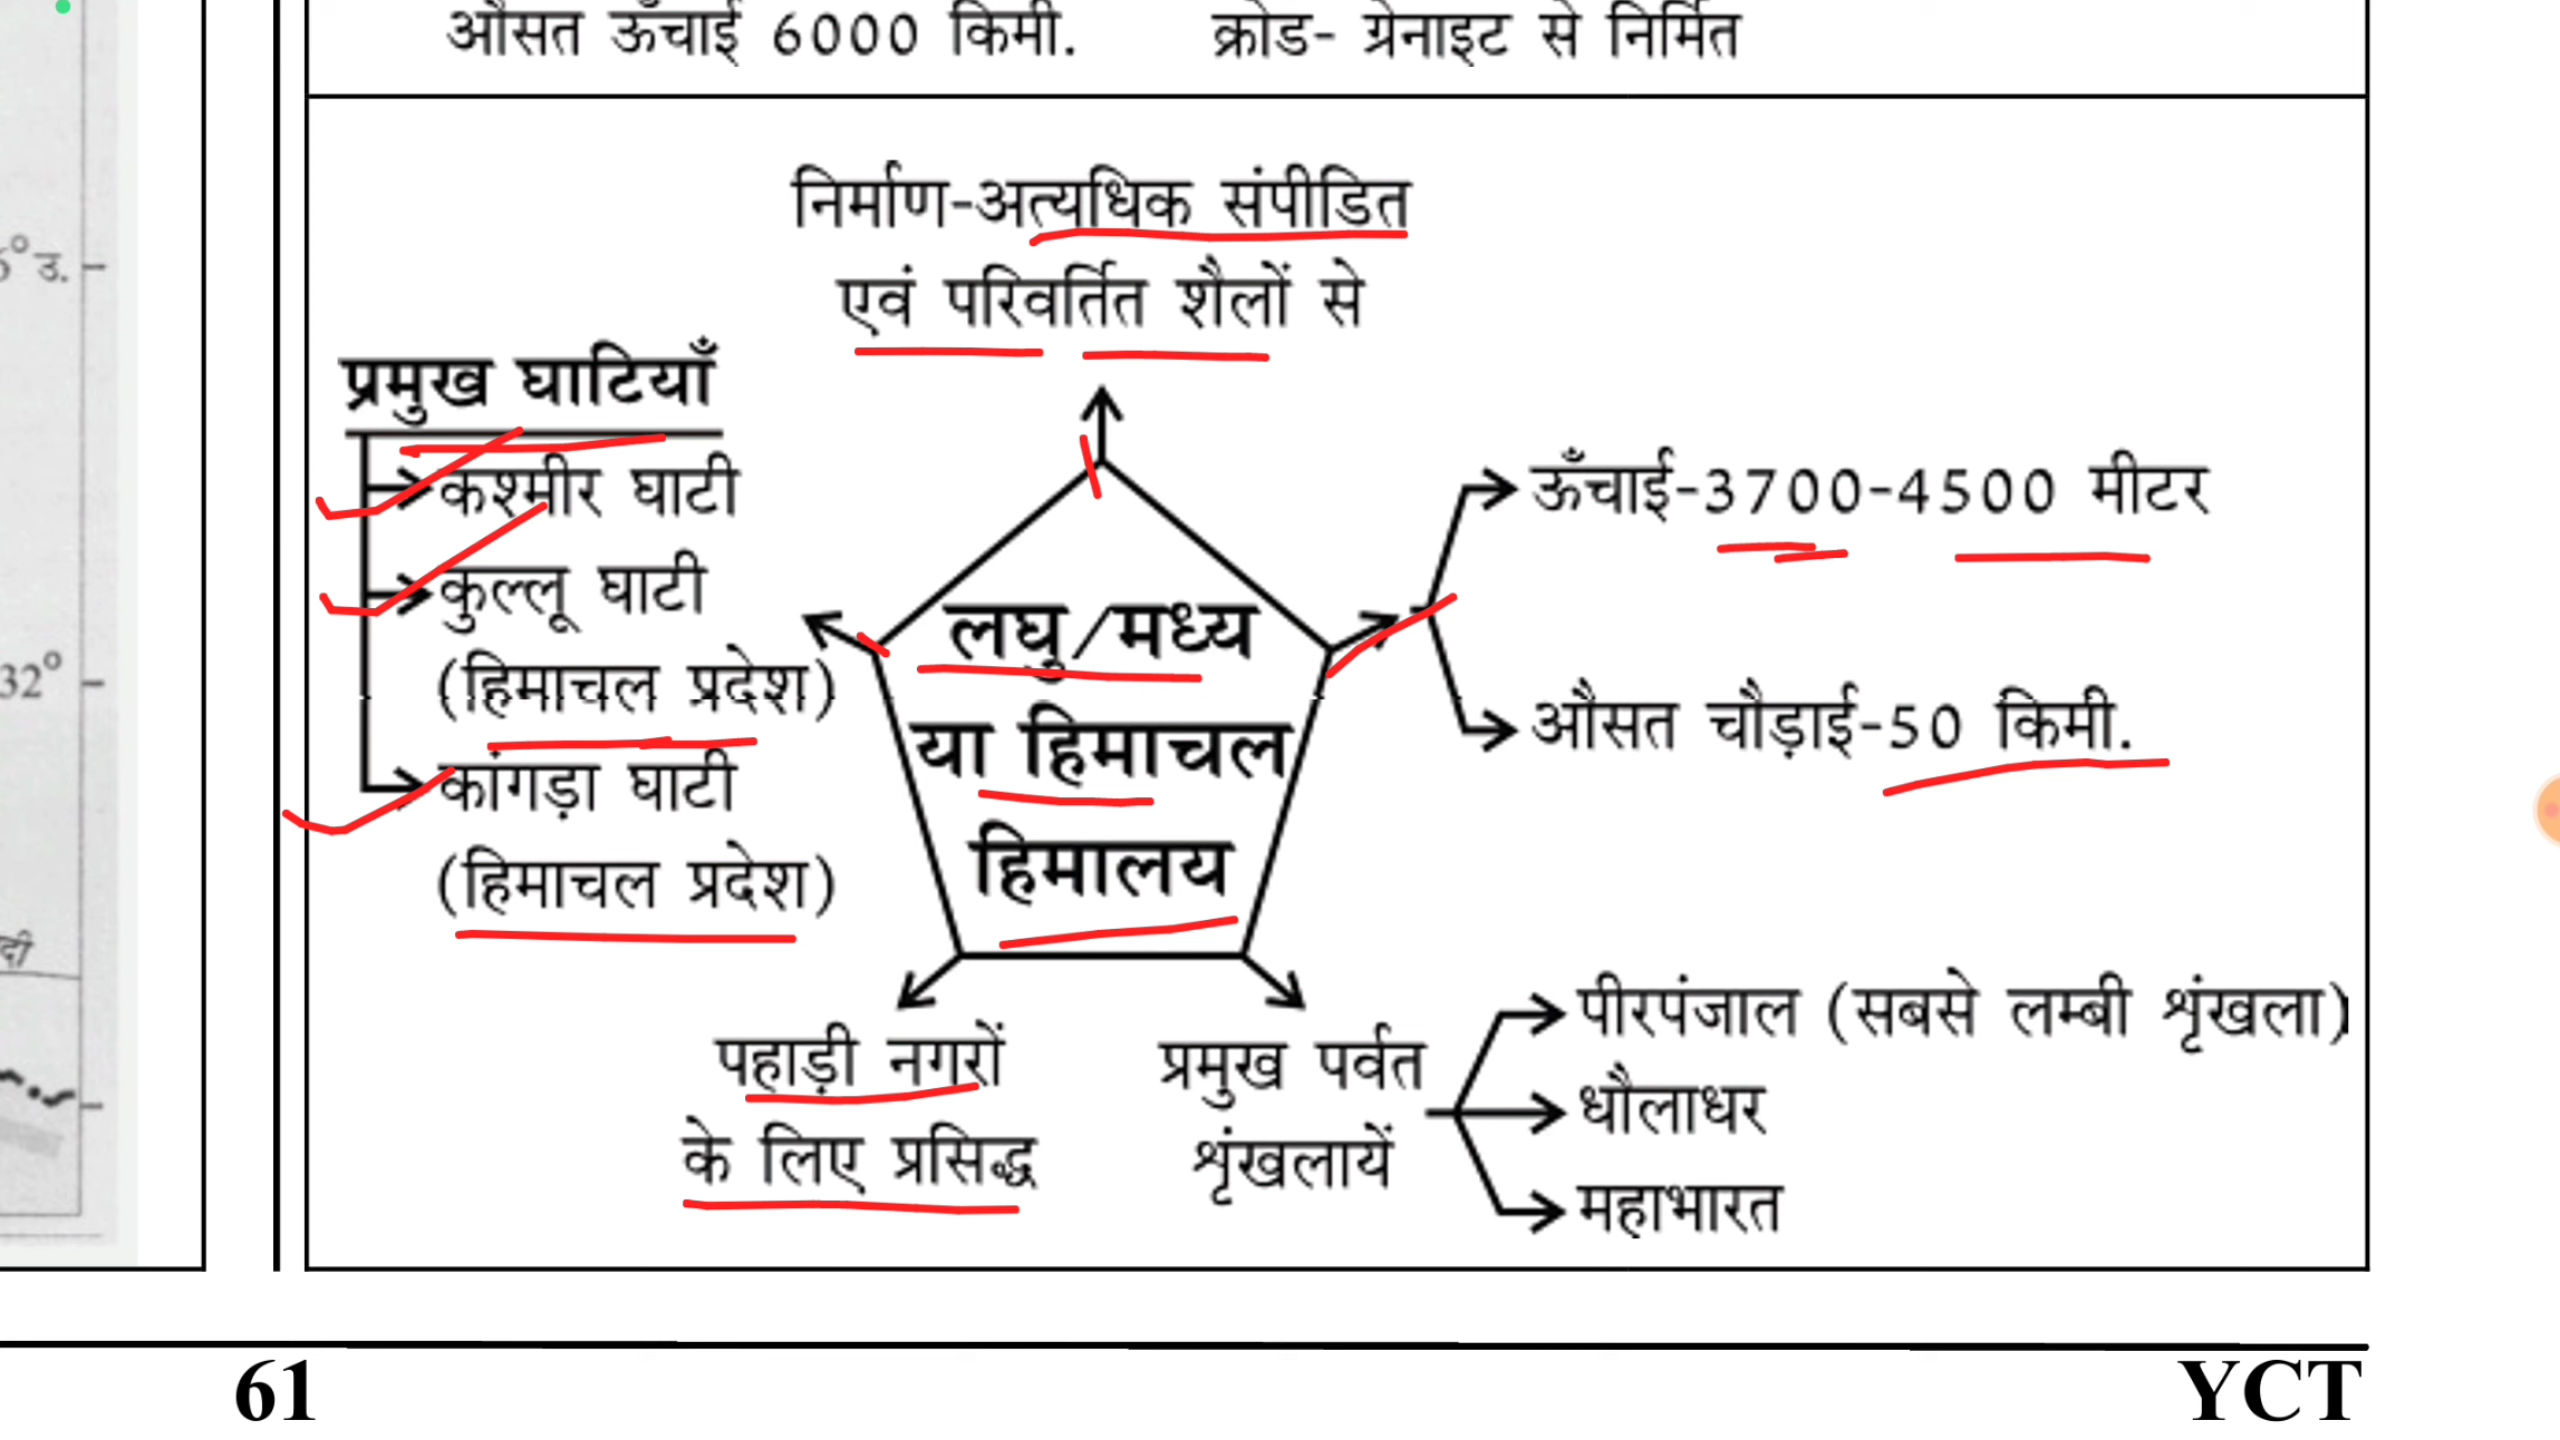 औसत ऊँचाई 6000 किमी. क्रोड- ग्रेनाइट से निर्मित
निर्माण-अत्यधिक संपीडित
एवं परिवर्तित शैलों से
प्रमुख घाटियाँ
कश्मीर घाटी
कुल्लू घाटी
(हिमाचल प्रदेश)
कांगड़ा घाटी
(हिमाचल प्रदेश)
लघु/मध्य
या हिमाचल
हिमालय
ऊँचाई-3700-4500 मीटर
औसत चौड़ाई-50 किमी.
पहाड़ी नगरों
के लिए प्रसिद्ध
प्रमुख पर्वत
शृंखलायें
पीरपंजाल (सबसे लम्बी शृंखला)
धौलाधर
महाभारत
32°
61
YCT